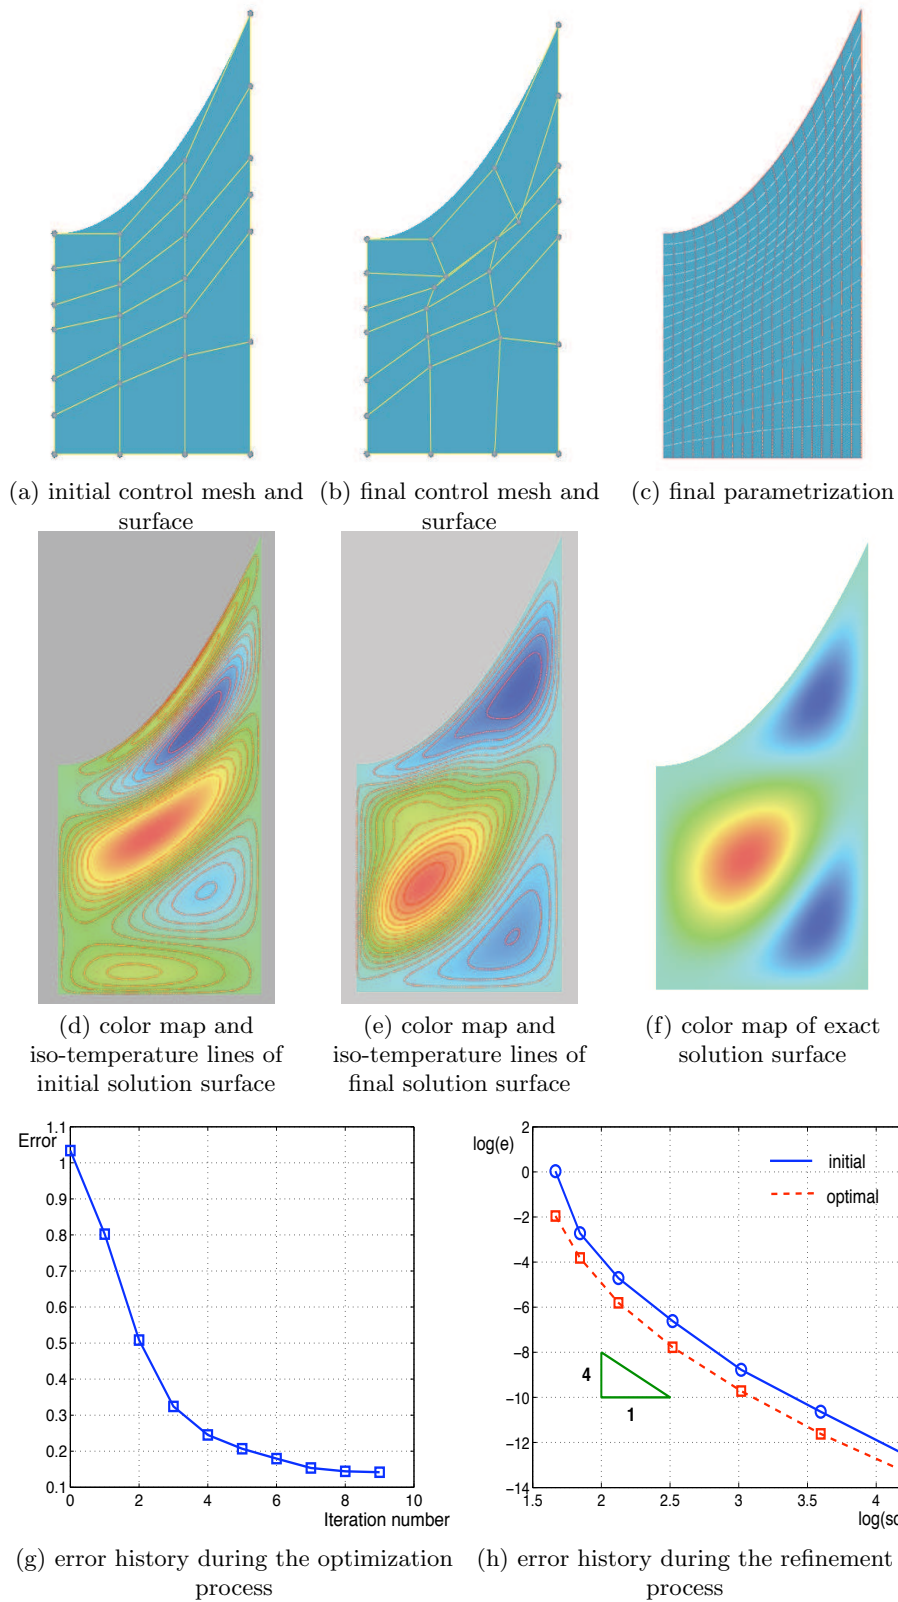 (a) initial control mesh and
surface
(b) final control mesh and
surface
(c) final parametrization
(d) color map and
iso-temperature lines of
initial solution surface
(e) color map and
iso-temperature lines of
final solution surface
(f) color map of exact
solution surface
Error
1.1
1
0.9
0.8
0.7
0.6
0.5
0.4
0.3
0.2
0.1
0 2 4 6 8 10
Iteration number
(g) error history during the optimization
process
log(e)
2
0
−2
−4
−6
−8
−10
−12
−14
initial
optimal
4
1
1.5 2 2.5 3 3.5 4
(h) error history during the refinement
process